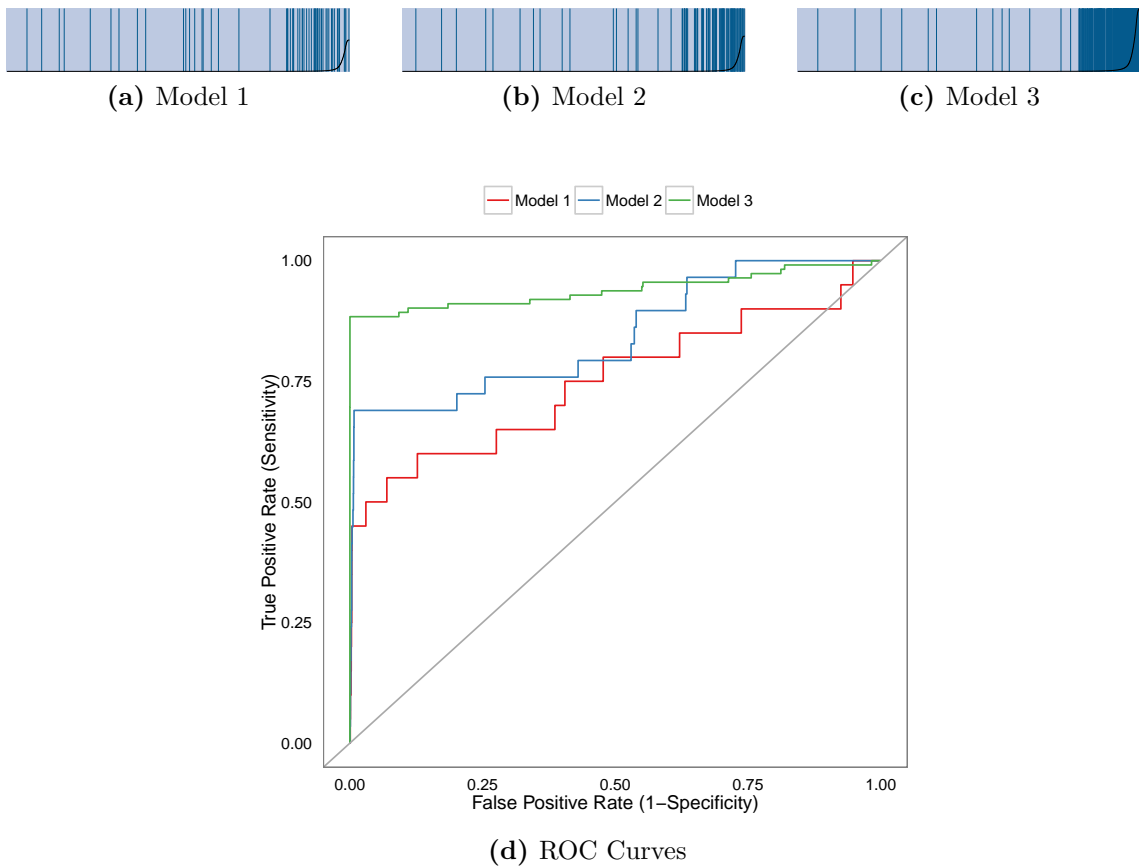 (a) Model 1
(b) Model 2
(c) Model 3
Model 1 Model 2 Model 3
1.00
0.75
0.50
0.25
0.00
True Positive Rate (Sensitivity)
0.00 0.25 0.50 0.75 1.00
False Positive Rate (1−Specificity)
(d) ROC Curves